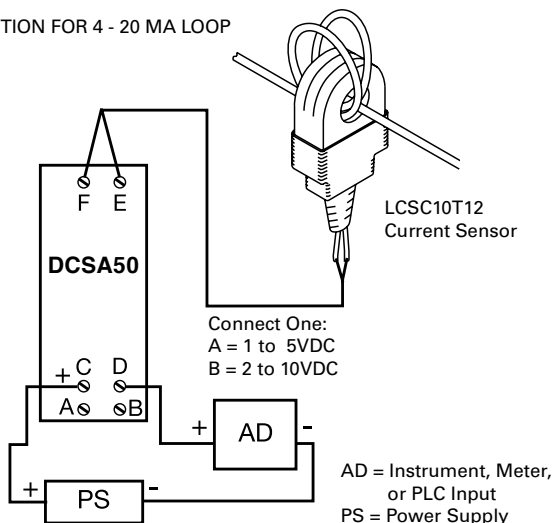 TION FOR 4 - 20 MA LOOP
F E
DCSA50
LCSC10T12
Current Sensor
Connect One:
A = 1 to 5VDC
B = 2 to 10VDC
+ C D
A B
+ AD -
+ PS -
AD = Instrument, Meter,
or PLC Input
PS = Power Supply